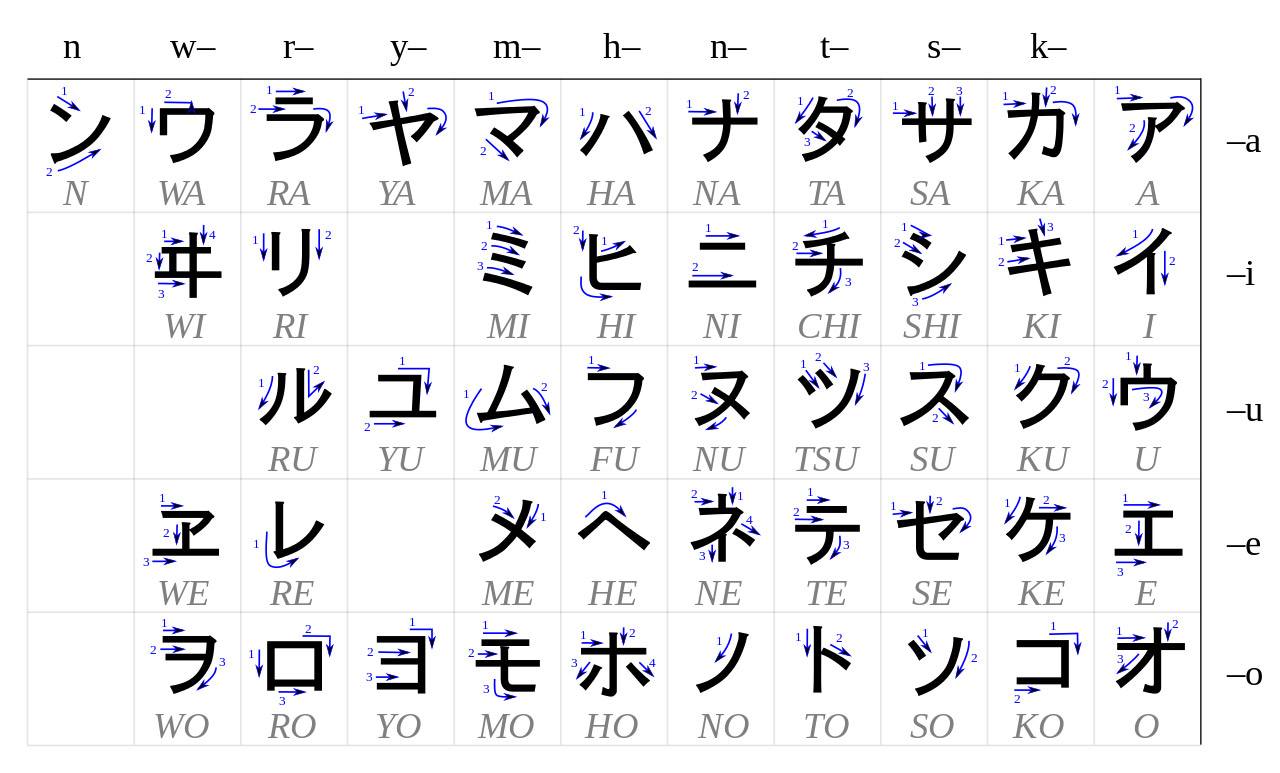 n w– r– y– m– h– n– t– s– k–
ン ワ ラ ヤ マ ハ ナ タ サ カ ア –a
N WA RA YA MA HA NA TA SA KA A
ヰ リ ミ ヒ ニ チ シ キ イ –i
WI RI MI HI NI CHI SHI KI I
ル ユ ム フ ヌ ツ ス ク ウ –u
RU YU MU FU NU TSU SU KU U
ヱ レ メ ヘ ネ テ セ ケ エ –e
WE RE ME HE NE TE SE KE E
ヲ ロ ヨ モ ホ ノ ト ソ コ オ –o
WO RO YO MO HO NO TO SO KO O